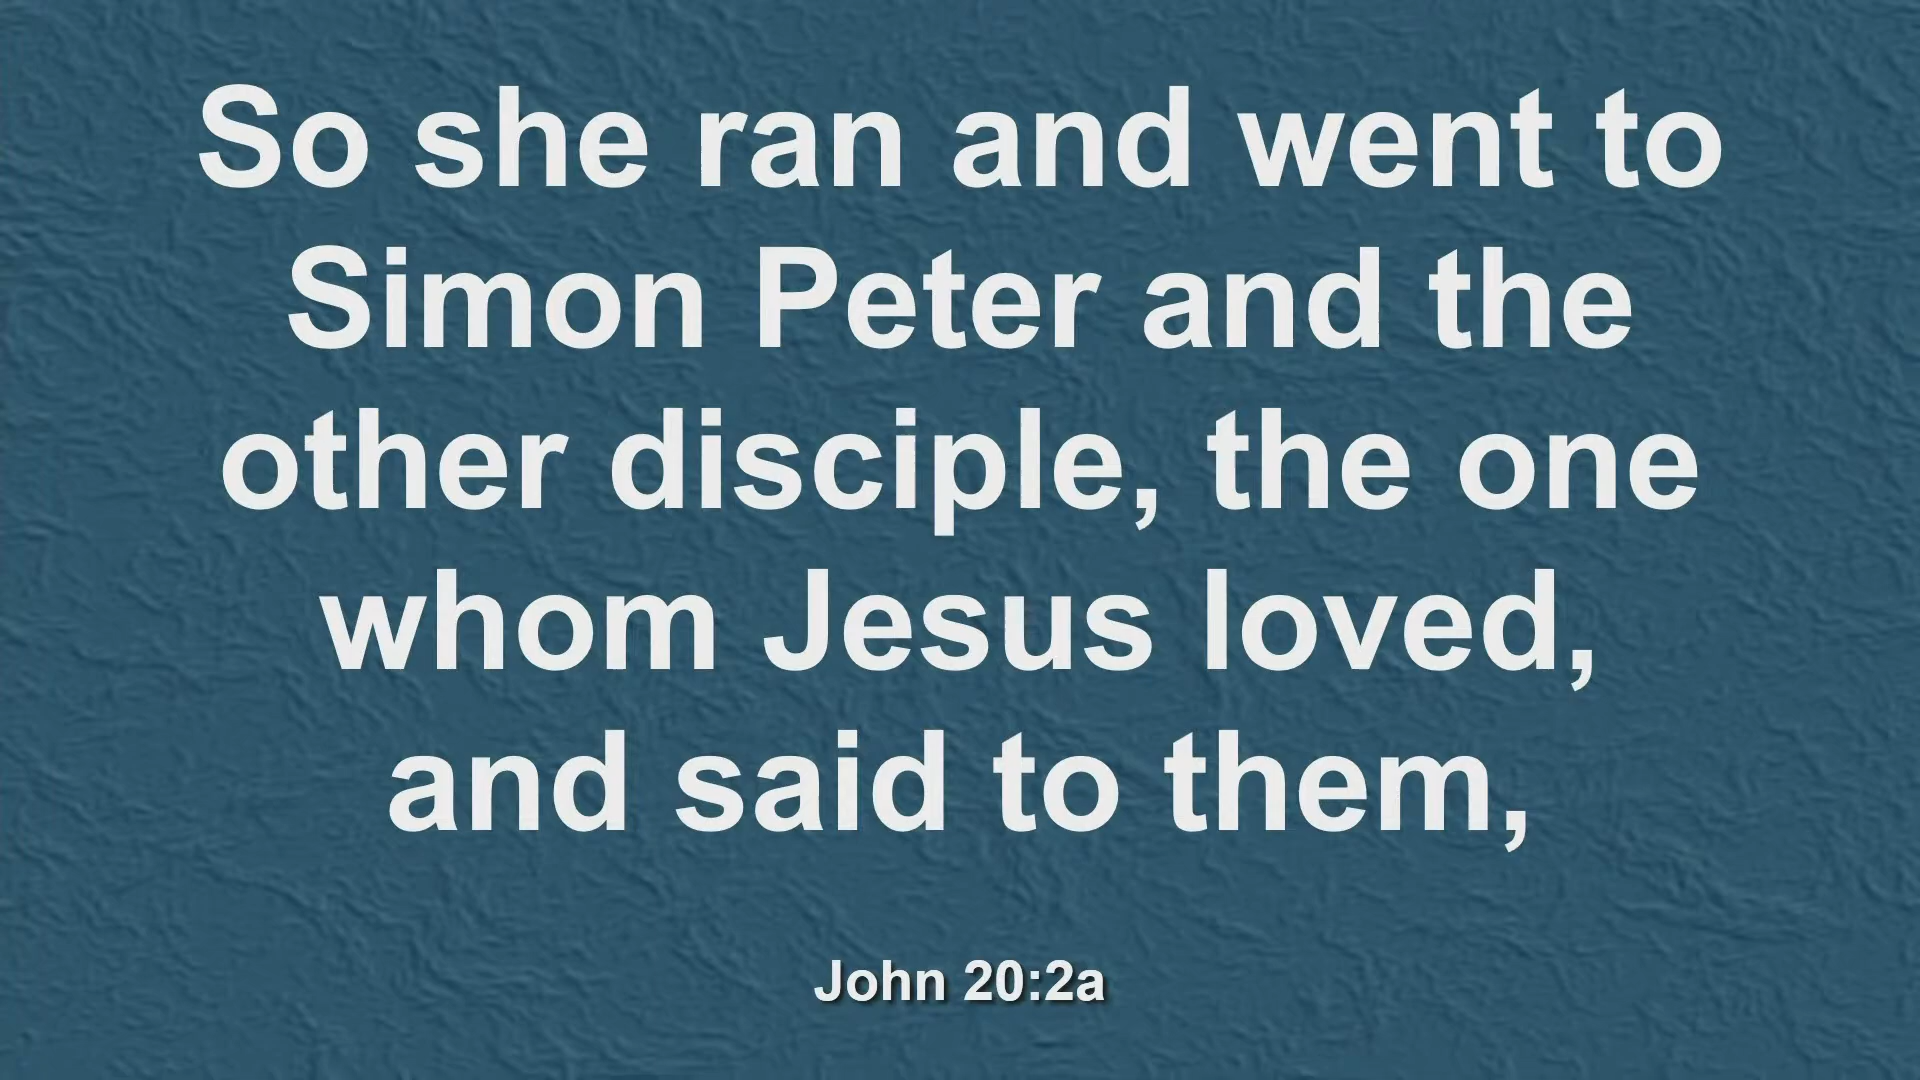 So she ran and went to
Simon Peter and the
other disciple, the one
whom Jesus loved,
and said to them,
John 20:2a